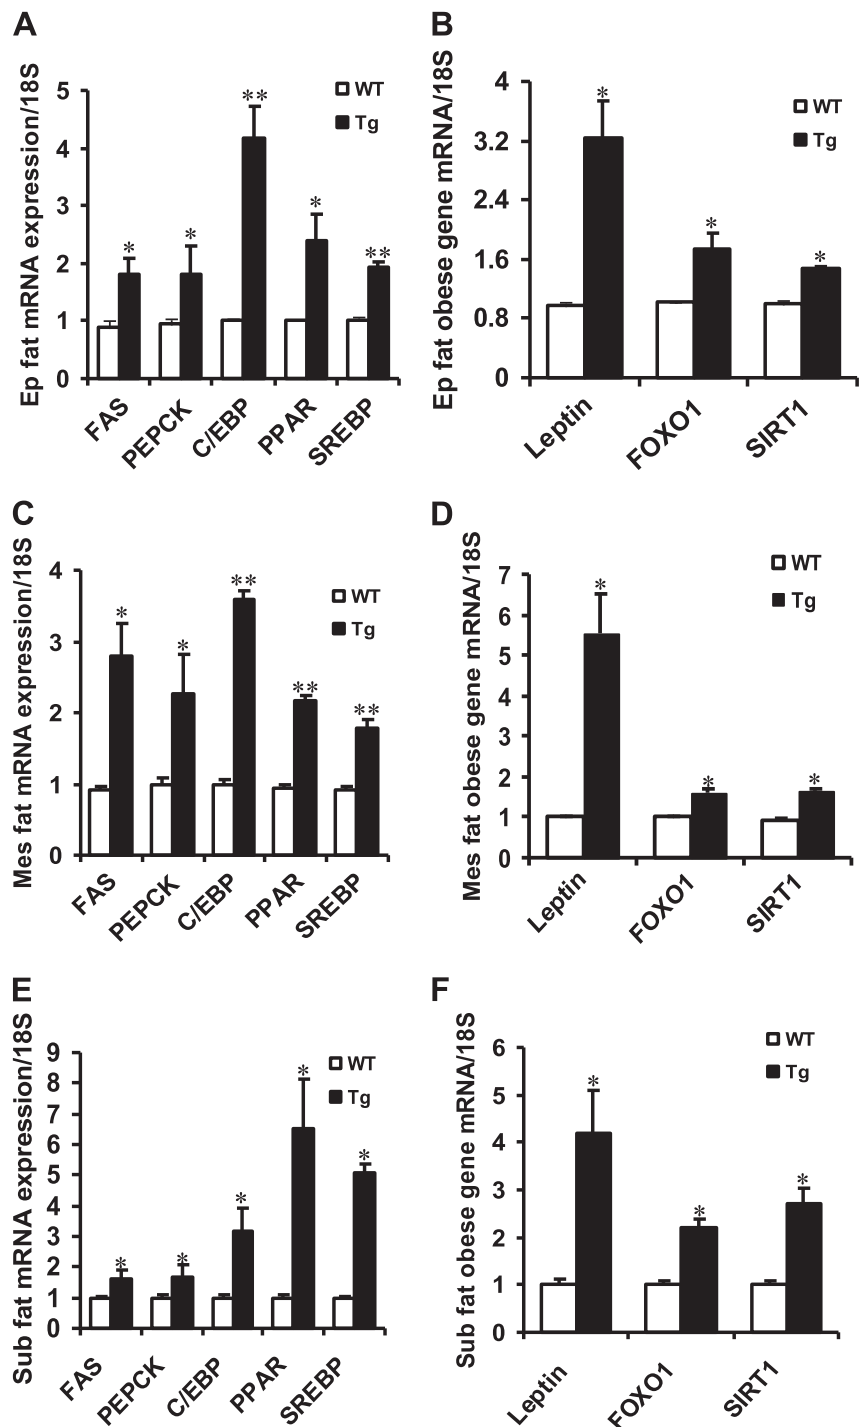 A
Ep fat mRNA expression/18S
5
4
3
2
1
0
WT
Tg
*
*
**
*
**
FAS
PEPCK
C/EBP
PPAR
SREBP
B
Ep fat obese gene mRNA/18S
4
3.2
2.4
1.6
0.8
0
WT
Tg
*
*
*
Leptin
FOXO1
SIRT1
C
Mes fat mRNA expression/18S
4
3
2
1
0
WT
Tg
*
*
**
**
**
FAS
PEPCK
C/EBP
PPAR
SREBP
D
Mes fat obese gene mRNA/18S
7
6
5
4
3
2
1
0
WT
Tg
*
*
*
Leptin
FOXO1
SIRT1
E
Sub fat mRNA expression/18S
9
8
7
6
5
4
3
2
1
0
WT
Tg
*
*
*
*
*
FAS
PEPCK
C/EBP
PPAR
SREBP
F
Sub fat obese gene mRNA/18S
6
5
4
3
2
1
0
WT
Tg
*
*
*
Leptin
FOXO1
SIRT1